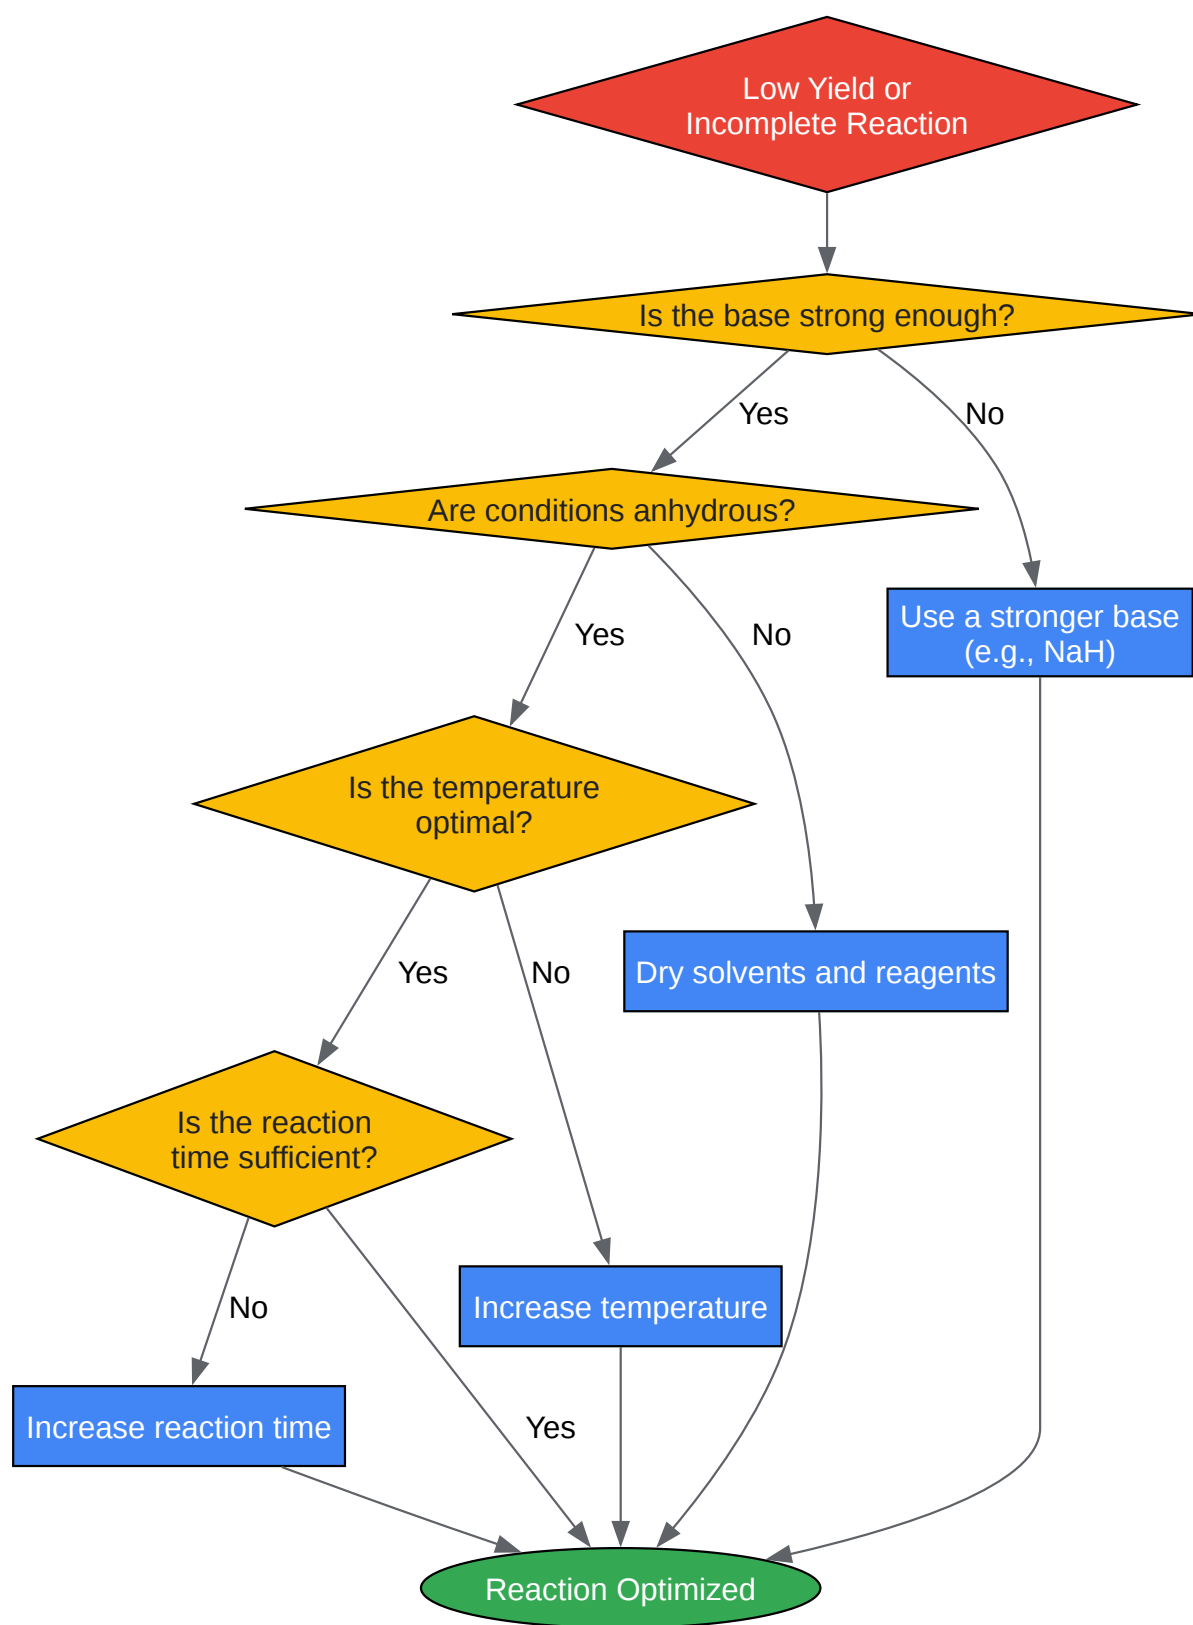 Low Yield or
Incomplete Reaction
Is the base strong enough?
Yes
No
Are conditions anhydrous?
Use a stronger base
(e.g., NaH)
Yes
No
Is the temperature
optimal?
Yes
No
Dry solvents and reagents
Is the reaction
time sufficient?
No
Increase temperature
Increase reaction time
Yes
Reaction Optimized